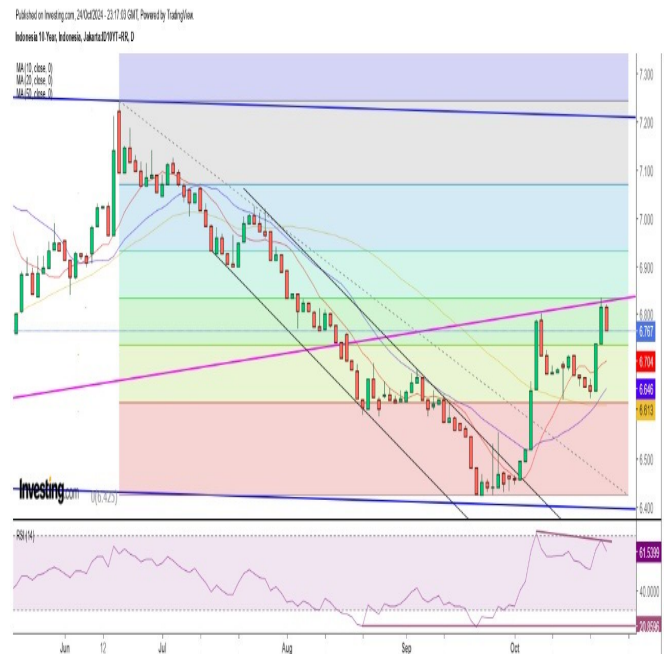 Published on Investing.com, 24/Oct/2024 - 23:17:03 GMT, Powered by TradingView.
Indonesia 10-Year, Indonesia, Jakarta:ID10YT=RR, D
MA (10, close, 0)
MA (20, close, 0)
MA (50, close, 0)
7.300
7.200
7.100
7.000
6.900
6.800
6.767
6.704
6.646
6.613
6.500
6.400
Investing.com
0(6.425)
RSI (14)
61.5399
40.0000
20.8596
Jun
12
Jul
Aug
Sep
Oct